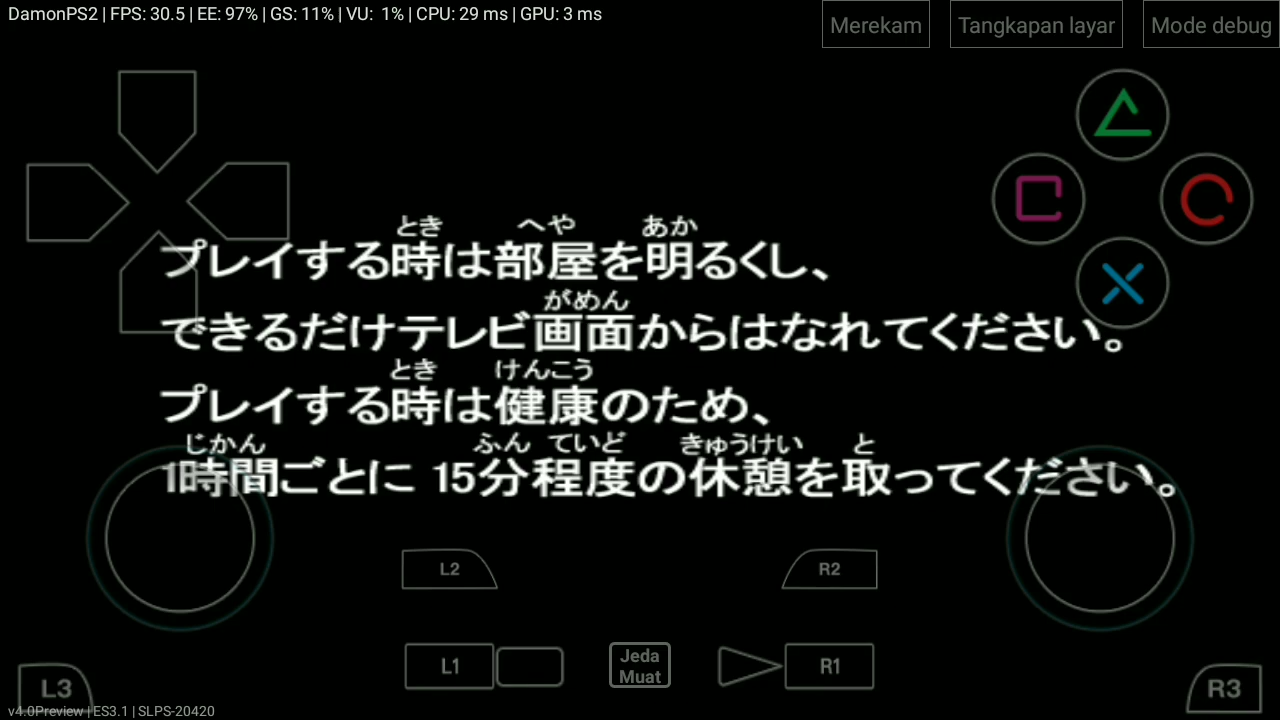 DamonPS2 | FPS: 30.5 | EE: 97% | GS: 11% | VU: 1% | CPU: 29 ms | GPU: 3 ms
Merekam
Tangkapan layar
Mode debug
とき へや あか
プレイする時は部屋を明るくし、
がめん
できるだけテレビ画面からはなれてください。
とき けんこう
プレイする時は健康のため、
じかん ふん ていど きゅうけい と
1時間ごとに 15分程度の休憩を取ってください。
L2
R2
L1
Jeda
Muat
R1
L3
R3
v4.0Preview | ES3.1 | SLPS-20420